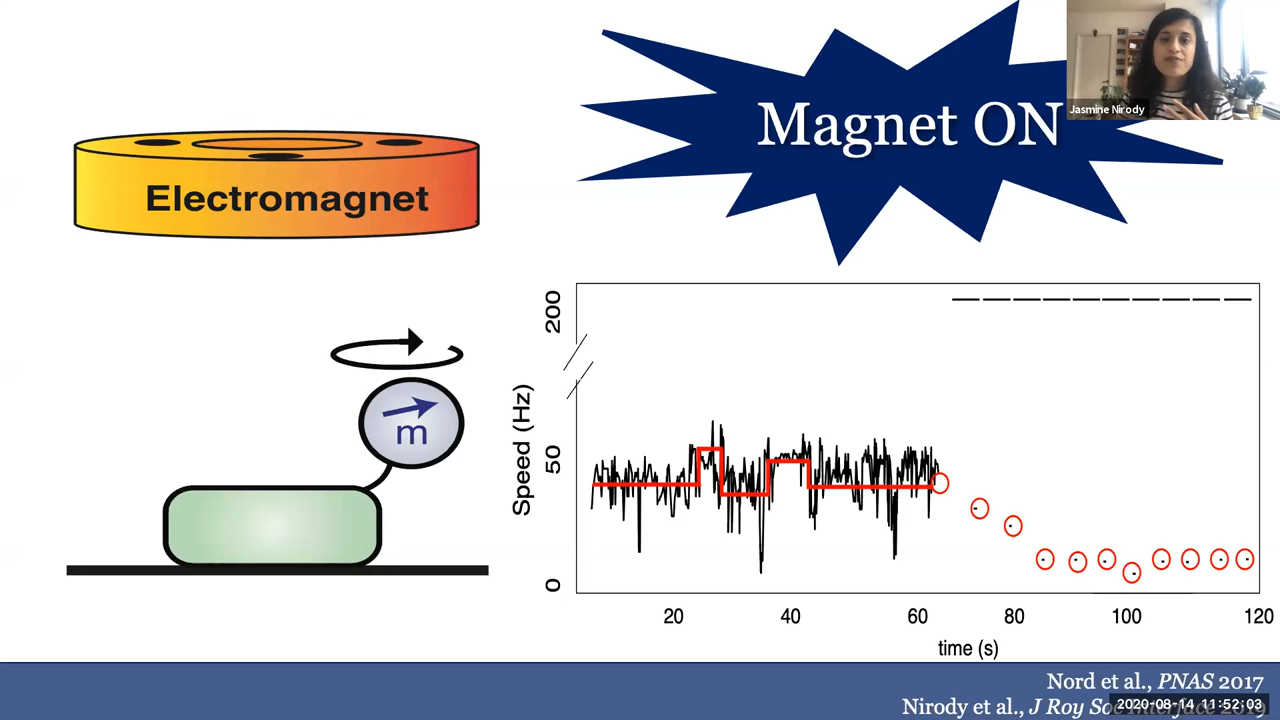 Magnet ON
Jasmine Nirody
Electromagnet
m
200
50
0
Speed (Hz)
20 40 60 80 100 120
time (s)
Nord et al., PNAS 2017
Nirody et al., J Roy Soc
2020-08-14 11:52:03